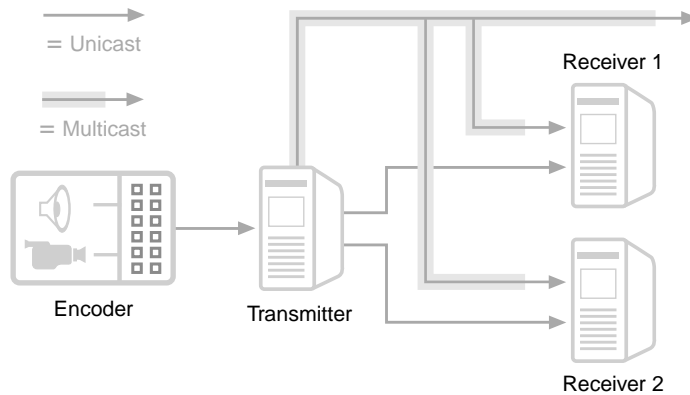 = Unicast
Receiver 1
= Multicast
Encoder
Transmitter
Receiver 2